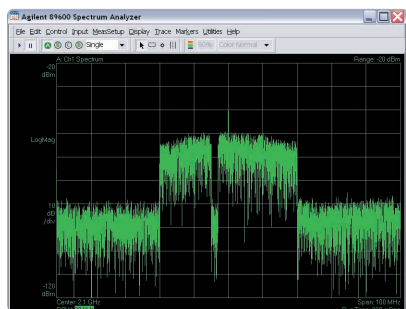 Agilent 89600 Spectrum Analyzer
File Edit Control Input MeasSetup Display Trace Markers Utilities Help
A B C D Single 50% Color Normal
A: Ch1 Spectrum Range: -20 dBm
-20
dBm
LogMag
10
dB
/div
-120
dBm
Center: 2.1 GHz Span: 100 MHz